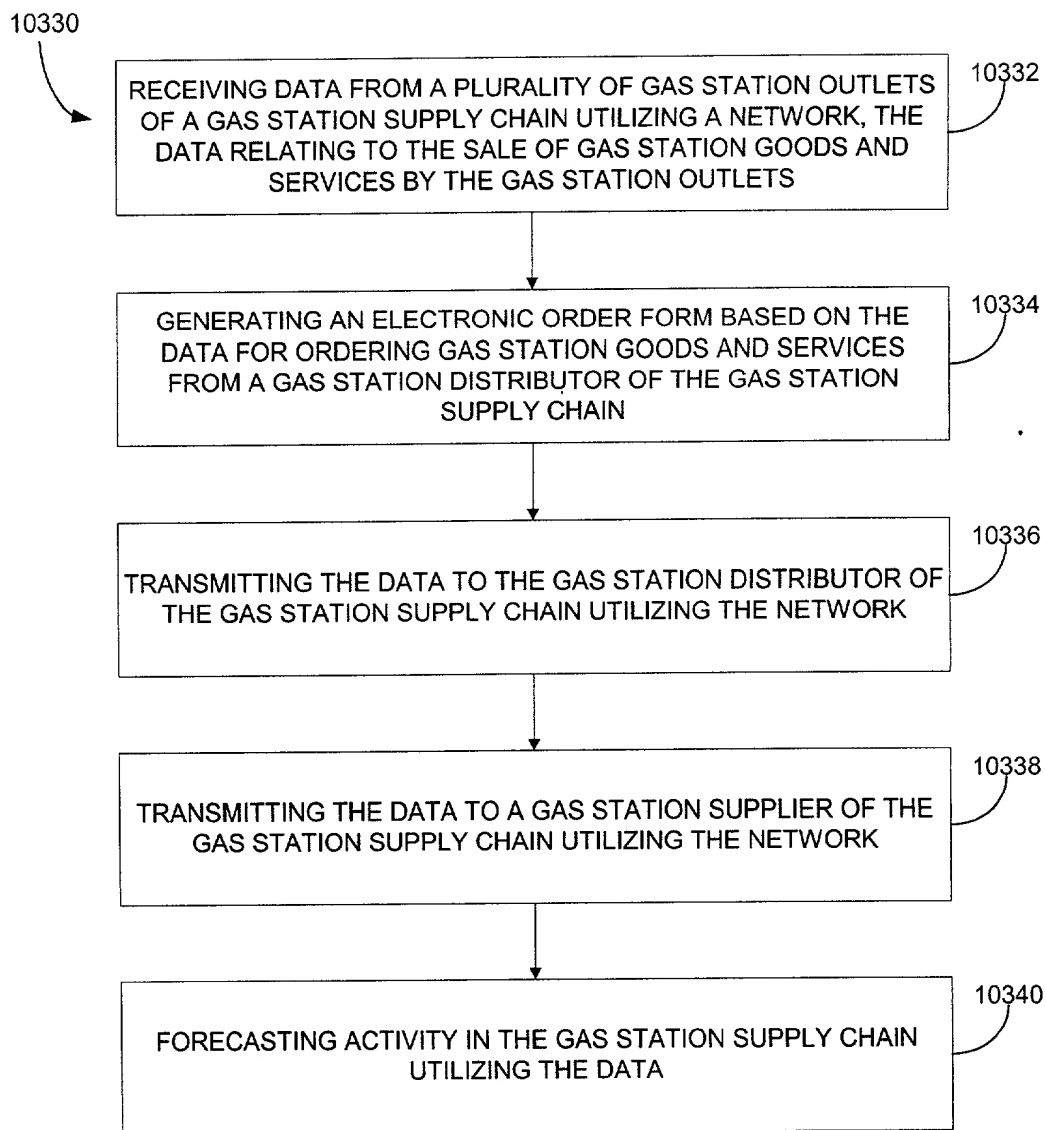 10330
RECEIVING DATA FROM A PLURALITY OF GAS STATION OUTLETS
OF A GAS STATION SUPPLY CHAIN UTILIZING A NETWORK, THE
DATA RELATING TO THE SALE OF GAS STATION GOODS AND
SERVICES BY THE GAS STATION OUTLETS
10332
GENERATING AN ELECTRONIC ORDER FORM BASED ON THE
DATA FOR ORDERING GAS STATION GOODS AND SERVICES
FROM A GAS STATION DISTRIBUTOR OF THE GAS STATION
SUPPLY CHAIN
10334
TRANSMITTING THE DATA TO THE GAS STATION DISTRIBUTOR OF
THE GAS STATION SUPPLY CHAIN UTILIZING THE NETWORK
10336
TRANSMITTING THE DATA TO A GAS STATION SUPPLIER OF THE
GAS STATION SUPPLY CHAIN UTILIZING THE NETWORK
10338
FORECASTING ACTIVITY IN THE GAS STATION SUPPLY CHAIN
UTILIZING THE DATA
10340